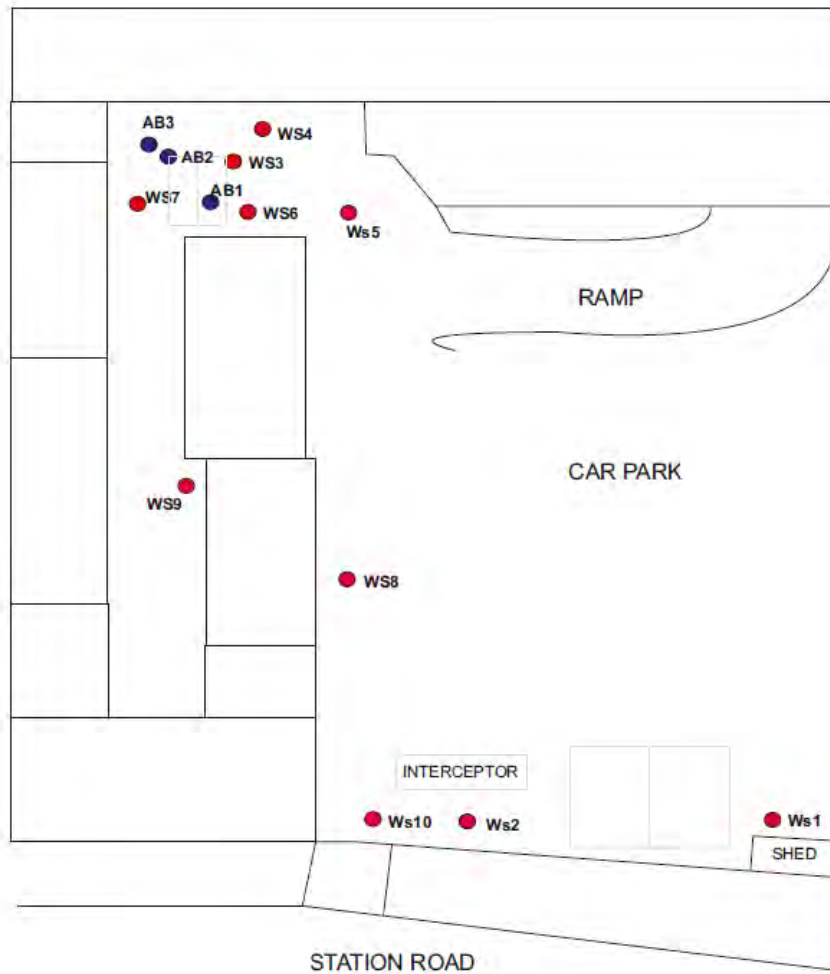 AB3
WS4
AB2
WS3
WS7
AB1
WS6
Ws5
RAMP
CAR PARK
WS9
WS8
INTERCEPTOR
Ws10
Ws2
Ws1
SHED
STATION ROAD